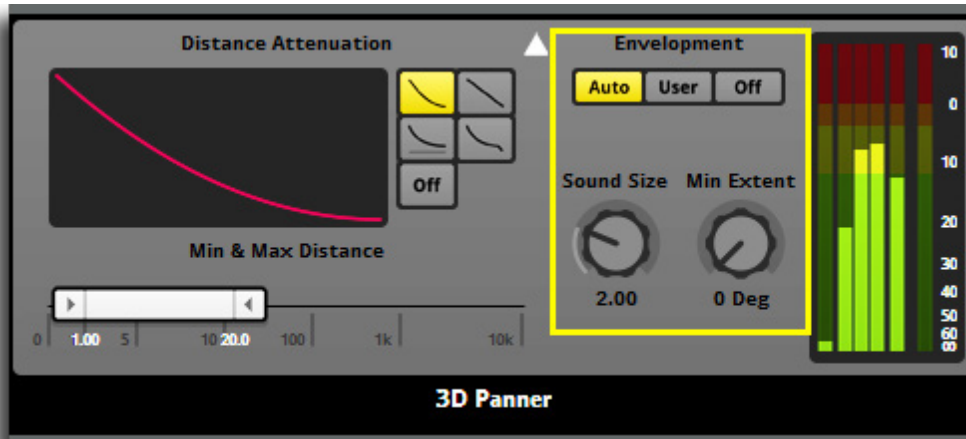 Distance Attenuation
Off
Min & Max Distance
0 1.00 5 10 20.0 100 1k 10k
Envelopment
Auto User Off
Sound Size Min Extent
2.00 0 Deg
10
0
10
20
30
40
50
60
∞
3D Panner